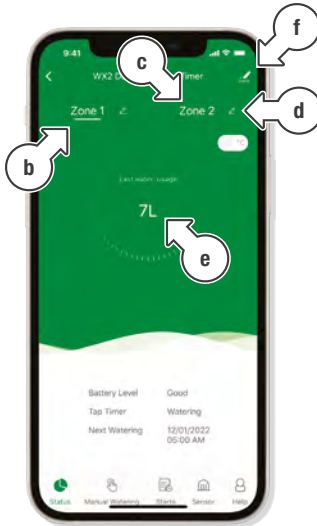 f
c
9:41
WX2 D Timer
Zone 1 Zone 2
d
b
°C
Last water usage
7L
e
Battery Level Good
Tap Timer Watering
Next Watering 12/01/2022
05:00 AM
Status Manual Watering Starts Sensor Help